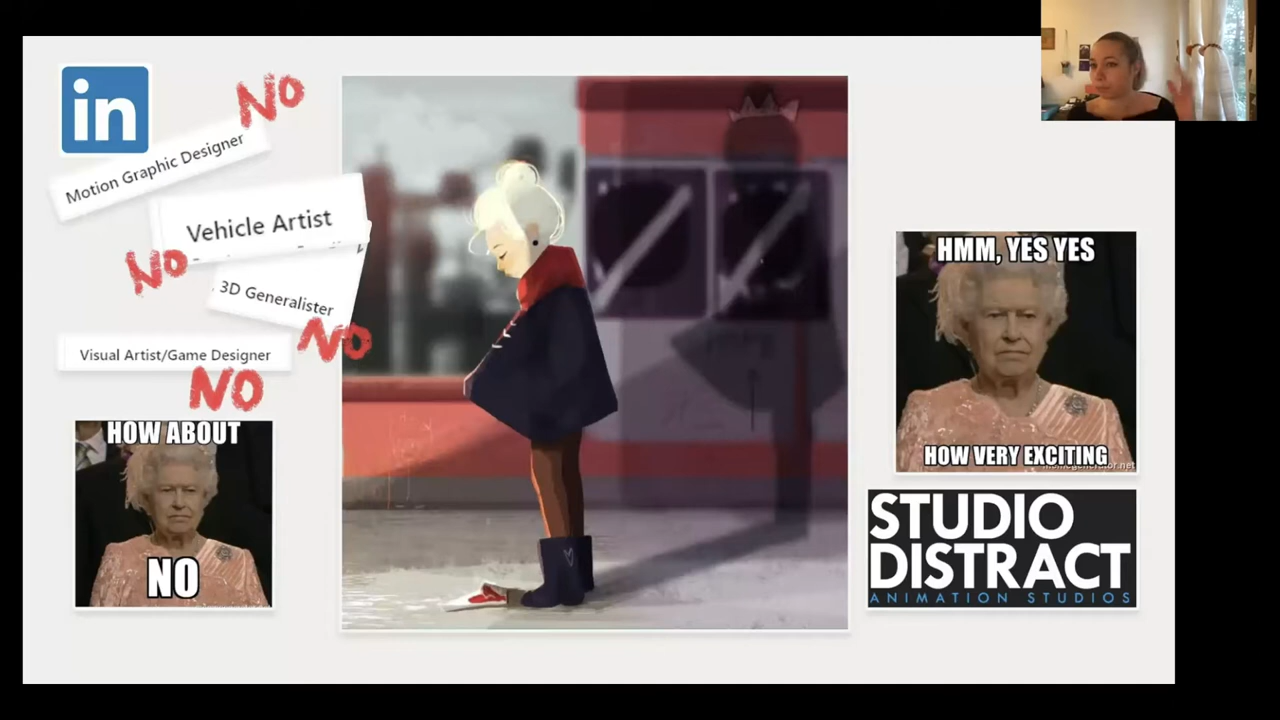 in
NO
Motion Graphic Designer
Vehicle Artist
NO
3D Generalister
NO
Visual Artist/Game Designer
NO
HOW ABOUT
NO
HMM, YES YES
HOW VERY EXCITING
STUDIO
DISTRACT
ANIMATION STUDIOS